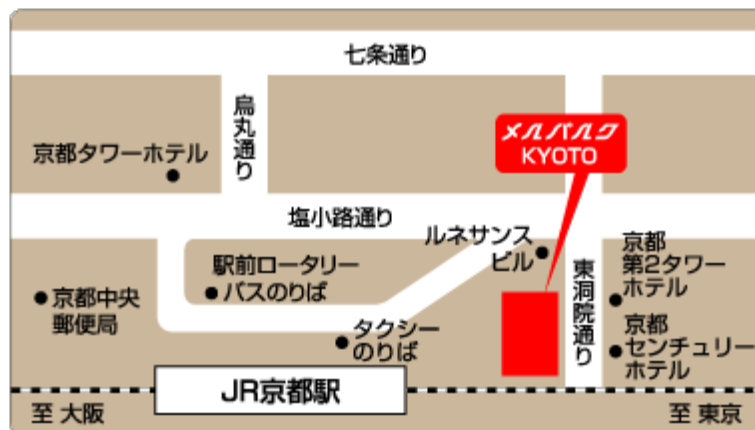 七条通り
烏丸通り
メルパルク
KYOTO
京都タワーホテル
塩小路通り
ルネサンス
ビル
京都
第2タワー
ホテル
駅前ロータリー
バスのりば
東洞院通り
京都中央
郵便局
タクシー
のりば
京都
センチュリー
ホテル
JR京都駅
至 大阪
至 東京